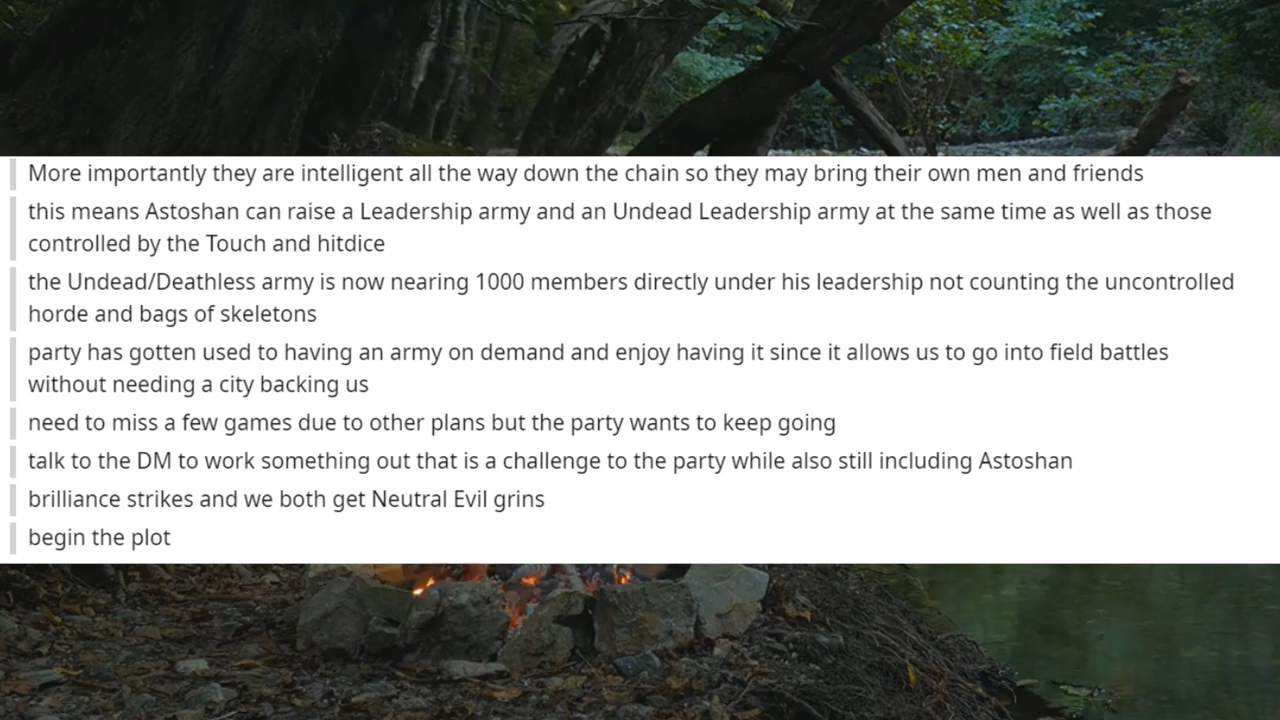 More importantly they are intelligent all the way down the chain so they may bring their own men and friends
this means Astoshan can raise a Leadership army and an Undead Leadership army at the same time as well as those
controlled by the Touch and hitdice
the Undead/Deathless army is now nearing 1000 members directly under his leadership not counting the uncontrolled
horde and bags of skeletons
party has gotten used to having an army on demand and enjoy having it since it allows us to go into field battles
without needing a city backing us
need to miss a few games due to other plans but the party wants to keep going
talk to the DM to work something out that is a challenge to the party while also still including Astoshan
brilliance strikes and we both get Neutral Evil grins
begin the plot